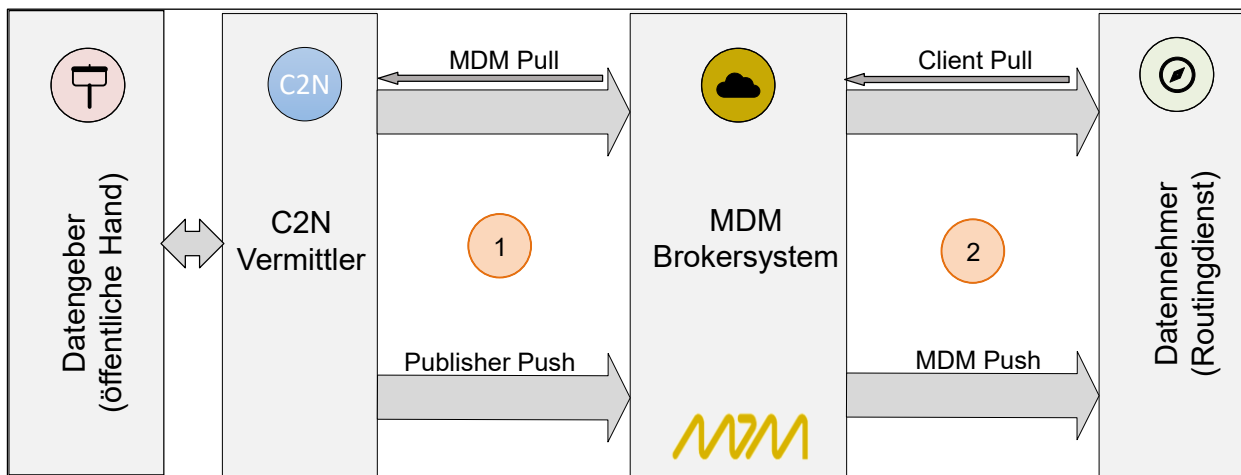 Datengeber
(öffentliche Hand)
C2N
C2N
Vermittler
MDM Pull
1
Publisher Push
MDM
Brokersystem
MDM
Client Pull
2
MDM Push
Datennehmer
(Routingdienst)